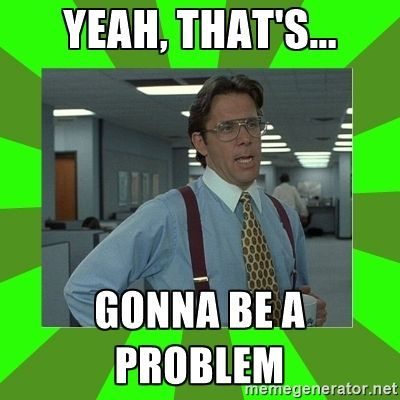 YEAH, THAT'S...
GONNA BE A
PROBLEM
memegenerator.net